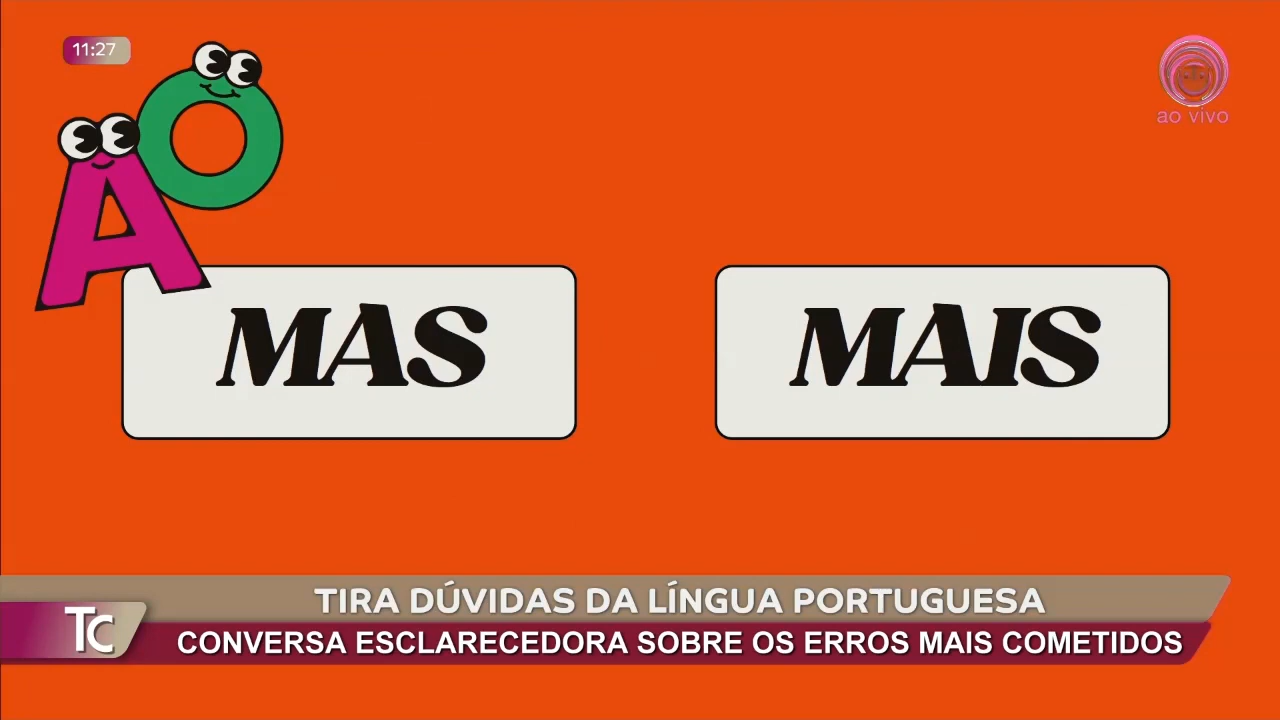 11:27
ao vivo
AO
MAS
MAIS
TIRA DÚVIDAS DA LÍNGUA PORTUGUESA
Tc
CONVERSA ESCLARECEDORA SOBRE OS ERROS MAIS COMETIDOS